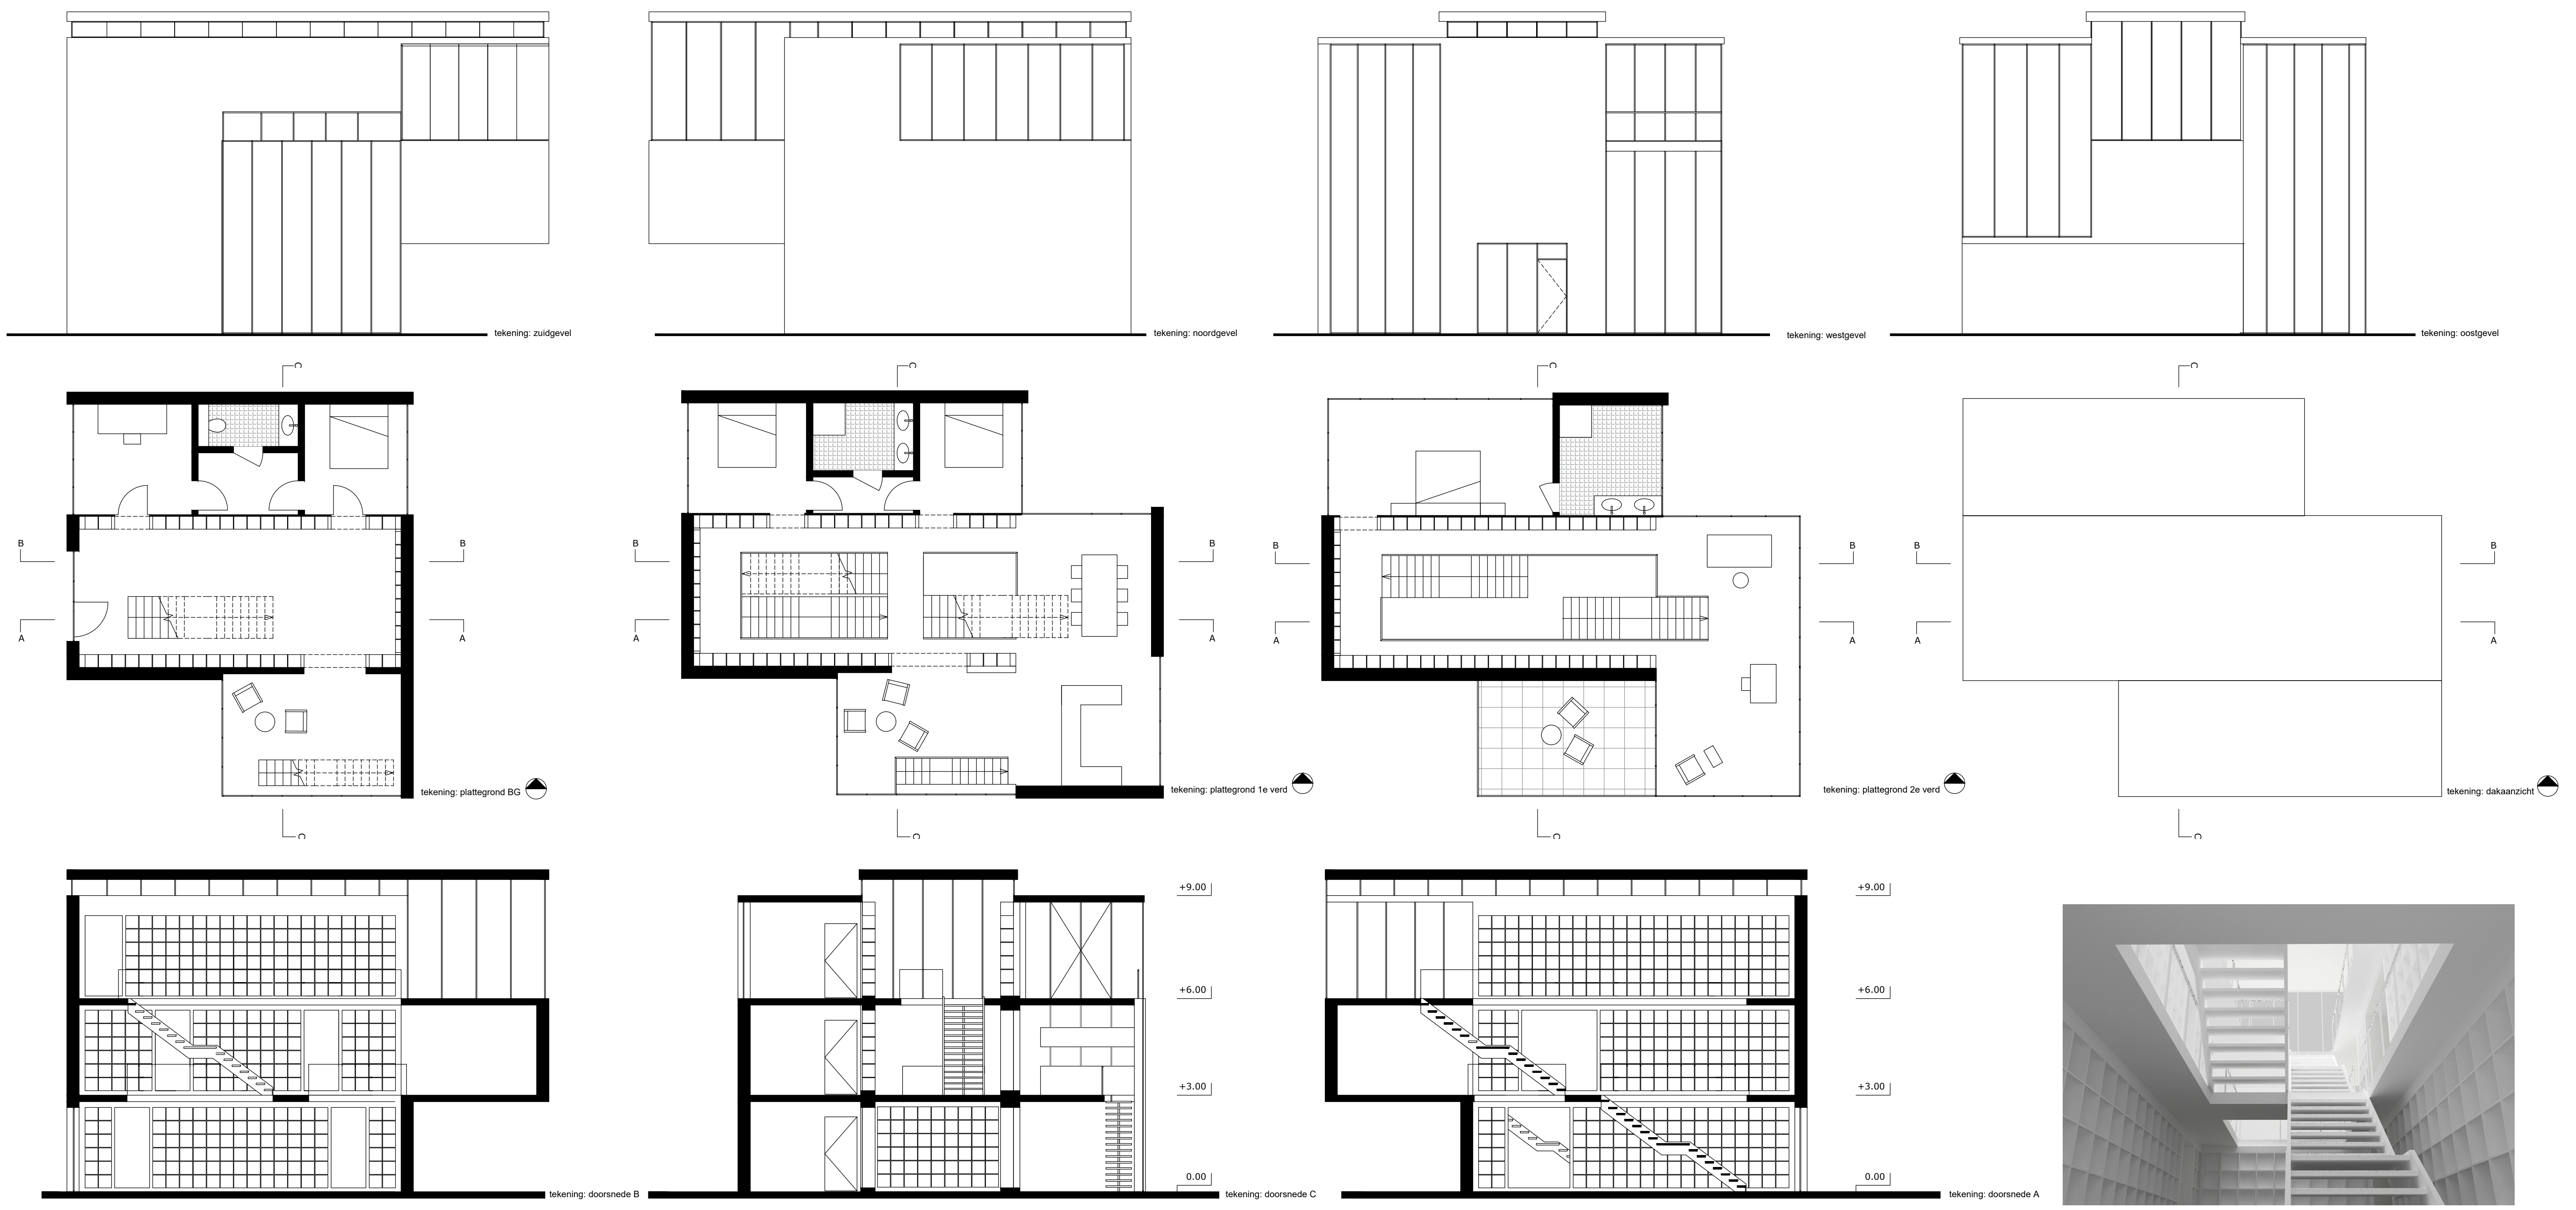 tekening: zuidgevel
tekening: noordgevel
tekening: westgevel
tekening: oostgevel
C
C
C
C
B
B
B
B
B
B
B
B
A
A
A
A
A
A
A
A
tekening: plattegrond BG
tekening: plattegrond 1e verd
tekening: plattegrond 2e verd
tekening: dakaanzicht
C
C
C
C
+9.00
+9.00
+6.00
+6.00
+3.00
+3.00
0.00
0.00
tekening: doorsnede B
tekening: doorsnede C
tekening: doorsnede A